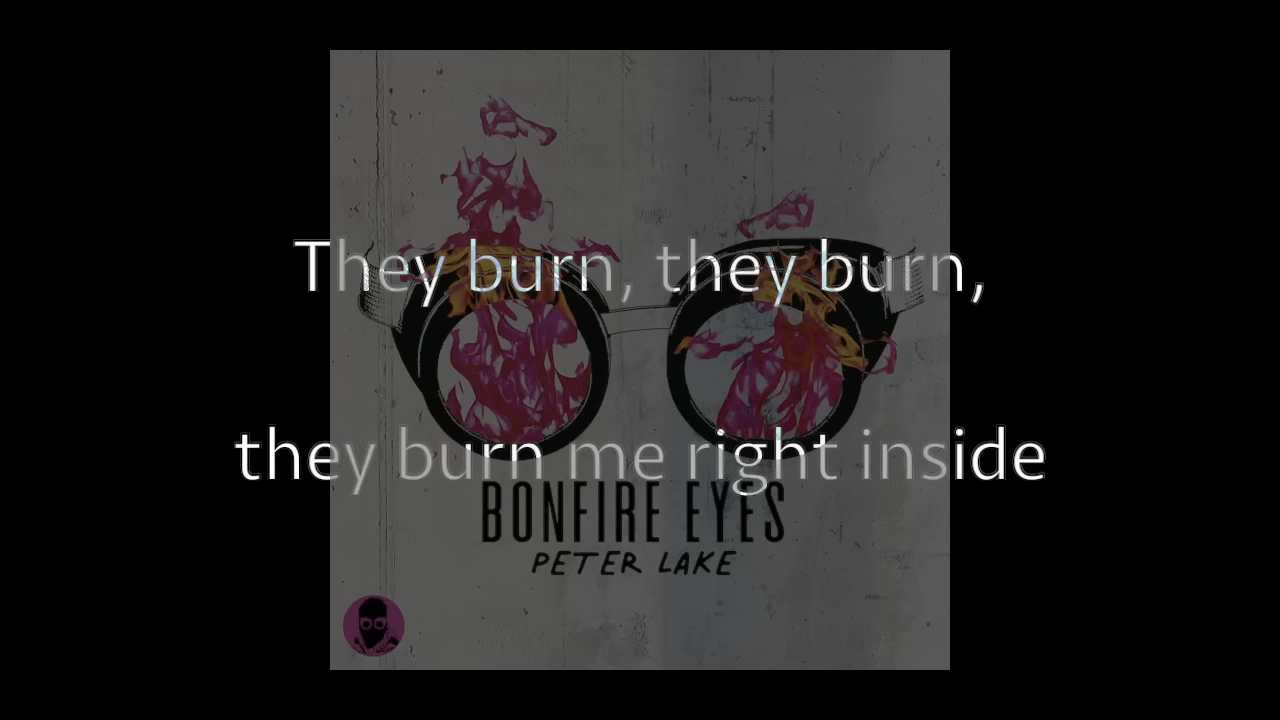 They burn, they burn,
they burn me right inside
BONFIRE EYES
PETER LAKE